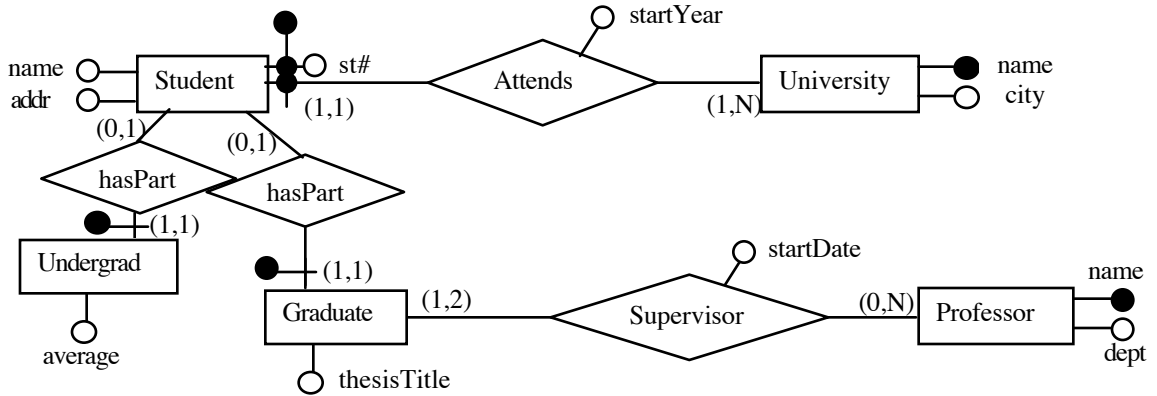 startYear
name
addr
Student
st#
Attends
University
name
city
(1,1)
(1,N)
(0,1)
(0,1)
hasPart
hasPart
(1,1)
Undergrad
average
(1,1)
Graduate
thesisTitle
(1,2)
startDate
Supervisor
(0,N)
Professor
name
dept